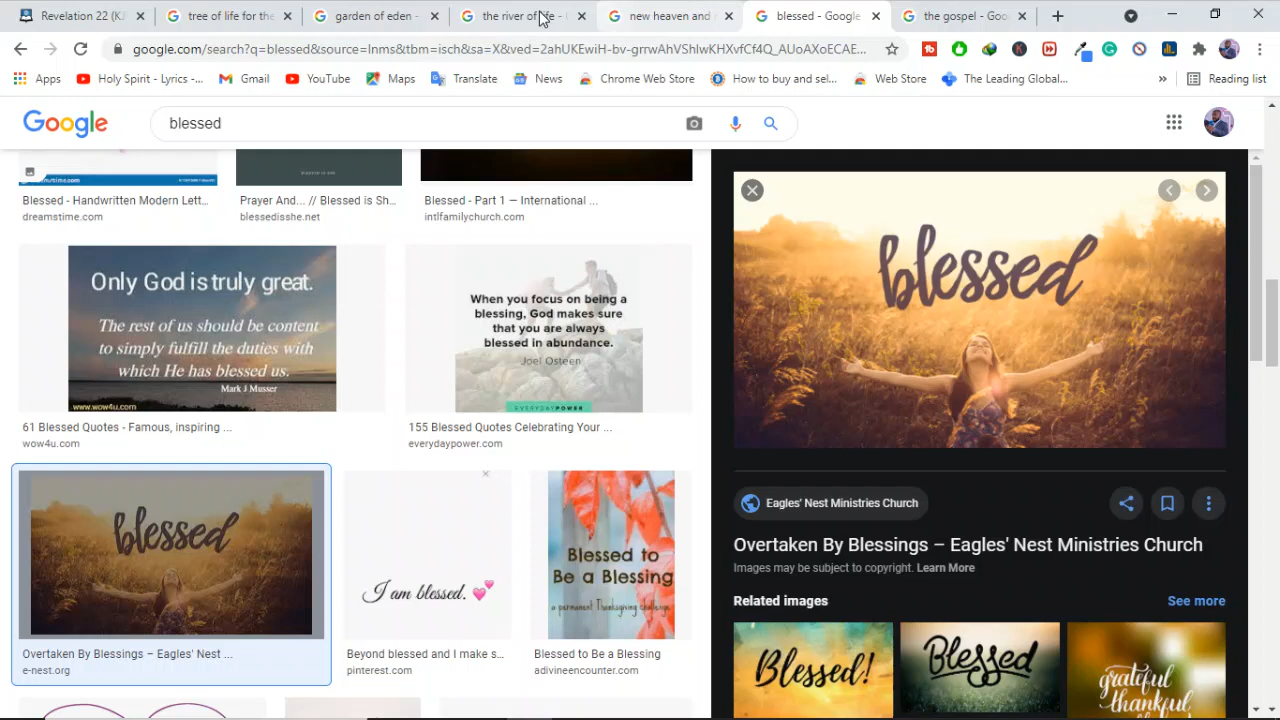 Revelation 22 (KJ
tree of life for the
garden of eden -
the river of life -
new heaven and
blessed - Google
the gospel - Goo
google.com/search?q=blessed&source=lnms&tbm=isch&sa=X&ved=2ahUKEwiH-bv-grrwAhVShlwKHXvfCf4Q_AUoAXoECAE...
Apps
Holy Spirit - Lyrics -...
Gmail
YouTube
Maps
Translate
News
Chrome Web Store
How to buy and sel...
Web Store
The Leading Global...
»
Reading list
Google
blessed
Blessed - Handwritten Modern Lett...
dreamstime.com
Prayer And... // Blessed is Sh...
blessedisshe.net
Blessed - Part 1 — International ...
intlfamilychurch.com
Only God is truly great.
The rest of us should be content
to simply fulfill the duties with
which He has blessed us.
Mark J Musser
www.wow4u.com
When you focus on being a
blessing, God makes sure
that you are always
blessed in abundance.
Joel Osteen
EVERYDAYPOWER
61 Blessed Quotes - Famous, inspiring ...
wow4u.com
155 Blessed Quotes Celebrating Your ...
everydaypower.com
blessed
I am blessed.
Blessed to
Be a Blessing
a permanent Thanksgiving challenge
Overtaken By Blessings – Eagles' Nest ...
e-nest.org
Beyond blessed and I make s...
pinterest.com
Blessed to Be a Blessing
adivineencounter.com
blessed
Eagles' Nest Ministries Church
Overtaken By Blessings – Eagles' Nest Ministries Church
Images may be subject to copyright. Learn More
Related images
See more
Blessed!
Blessed
grateful
thankful